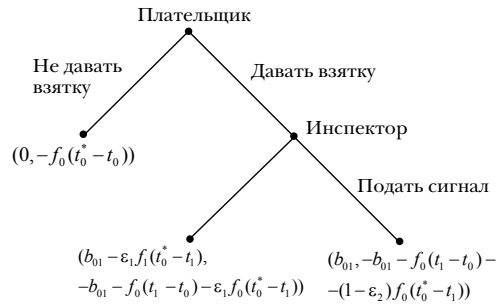 Плательщик
Не давать
взятку
Давать взятку
Инспектор
(0, −f₀(t₀* − t₀))
Подать сигнал
(b₀₁ − ε₁f₁(t₀* − t₁),
−b₀₁ − f₀(t₁ − t₀) − ε₁f₀(t₀* − t₁))
(b₀₁, −b₀₁ − f₀(t₁ − t₀) −
−(1 − ε₂)f₀(t₀* − t₁))